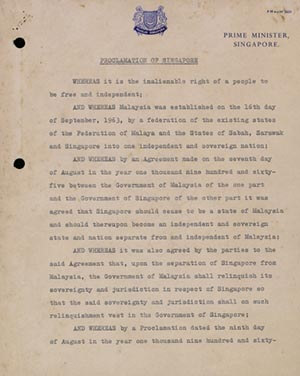 PRIME MINISTER,
SINGAPORE.
PROCLAMATION OF SINGAPORE
WHEREAS it is the inalienable right of a people to
be free and independent;
AND WHEREAS Malaysia was established on the 16th day
of September, 1963, by a federation of the existing states
of the Federation of Malaya and the States of Sabah, Sarawak
and Singapore into one independent and sovereign nation;
AND WHEREAS by an Agreement made on the seventh day
of August in the year one thousand nine hundred and sixty-
five between the Government of Malaysia of the one part
and the Government of Singapore of the other part it was
agreed that Singapore should cease to be a state of Malaysia
and should thereupon become an independent and sovereign
state and nation separate from and independent of Malaysia;
AND WHEREAS it was also agreed by the parties to the
said Agreement that, upon the separation of Singapore from
Malaysia, the Government of Malaysia shall relinquish its
sovereignty and jurisdiction in respect of Singapore so
that the said sovereignty and jurisdiction shall on such
relinquishment vest in the Government of Singapore;
AND WHEREAS by a Proclamation dated the ninth day
of August in the year one thousand nine hundred and sixty-